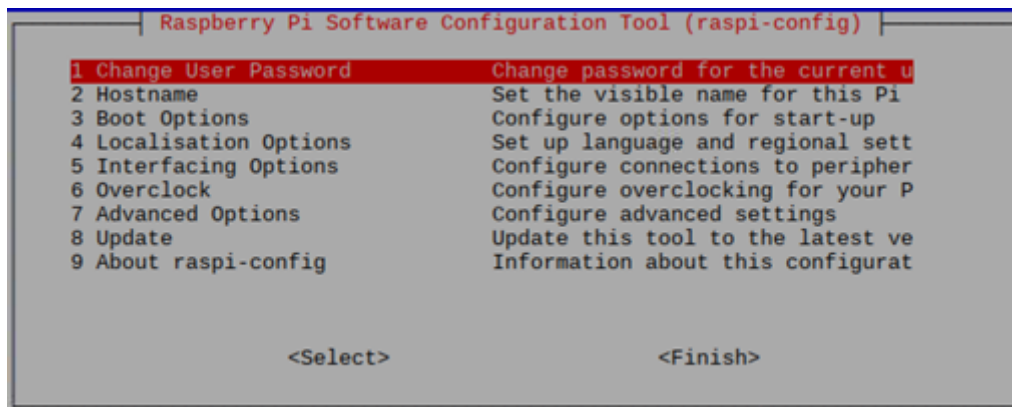 Raspberry Pi Software Configuration Tool (raspi-config)
1 Change User Password Change password for the current u
2 Hostname Set the visible name for this Pi
3 Boot Options Configure options for start-up
4 Localisation Options Set up language and regional sett
5 Interfacing Options Configure connections to peripher
6 Overclock Configure overclocking for your P
7 Advanced Options Configure advanced settings
8 Update Update this tool to the latest ve
9 About raspi-config Information about this configurat
<Select> <Finish>